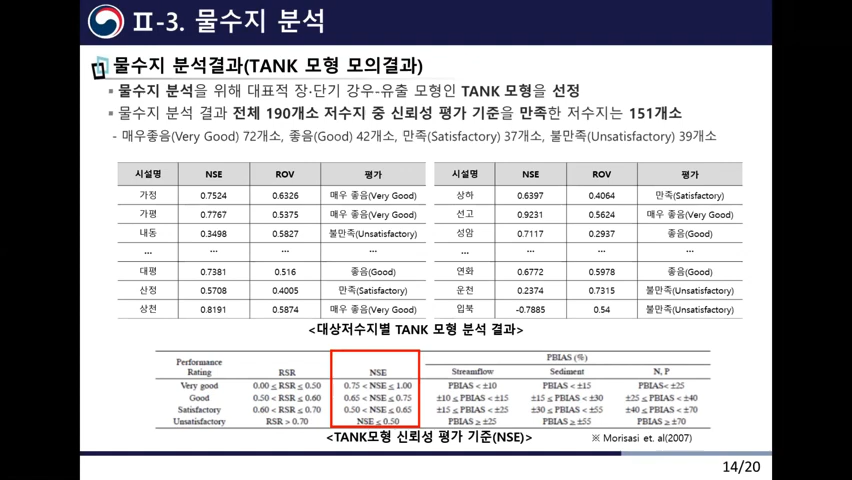 Ⅱ-3. 물수지 분석
물수지 분석결과(TANK 모형 모의결과)
▪ 물수지 분석을 위해 대표적 장·단기 강우-유출 모형인 TANK 모형을 선정
▪ 물수지 분석 결과 전체 190개소 저수지 중 신뢰성 평가 기준을 만족한 저수지는 151개소
- 매우좋음(Very Good) 72개소, 좋음(Good) 42개소, 만족(Satisfactory) 37개소, 불만족(Unsatisfactory) 39개소
시설명 NSE ROV 평가 시설명 NSE ROV 평가
가정 0.7524 0.6326 매우 좋음(Very Good) 상하 0.6397 0.4064 만족(Satisfactory)
가평 0.7767 0.5375 매우 좋음(Very Good) 선고 0.9231 0.5624 매우 좋음(Very Good)
내동 0.3498 0.5827 불만족(Unsatisfactory) 성암 0.7117 0.2937 좋음(Good)
... ... ... ... ... ... ... ...
대평 0.7381 0.516 좋음(Good) 연화 0.6772 0.5978 좋음(Good)
산정 0.5708 0.4005 만족(Satisfactory) 운천 0.2374 0.7315 불만족(Unsatisfactory)
상천 0.8191 0.5874 매우 좋음(Very Good) 입북 -0.7885 0.54 불만족(Unsatisfactory)
<대상저수지별 TANK 모형 분석 결과>
PBIAS (%)
Performance Rating RSR NSE Streamflow Sediment N, P
Very good 0.00 ≤ RSR ≤ 0.50 0.75 < NSE ≤ 1.00 PBIAS < ±10 PBIAS < ±15 PBIAS< ±25
Good 0.50 < RSR ≤ 0.60 0.65 < NSE ≤ 0.75 ±10 ≤ PBIAS < ±15 ±15 ≤ PBIAS < ±30 ±25 ≤ PBIAS < ±40
Satisfactory 0.60 < RSR ≤ 0.70 0.50 < NSE ≤ 0.65 ±15 ≤ PBIAS < ±25 ±30 ≤ PBIAS < ±55 ±40 ≤ PBIAS < ±70
Unsatisfactory RSR > 0.70 NSE ≤ 0.50 PBIAS ≥ ±25 PBIAS ≥ ±55 PBIAS ≥ ±70
<TANK모형 신뢰성 평가 기준(NSE)>
※ Morisasi et. al(2007)
14/20